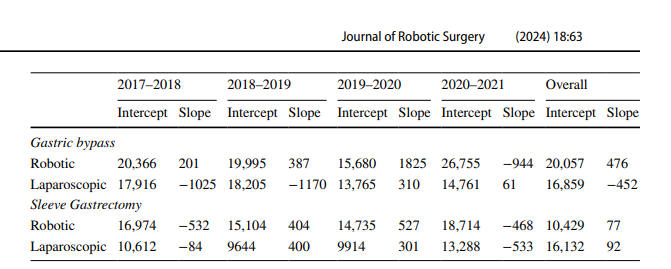 Journal of Robotic Surgery (2024) 18:63
2017–2018 2018–2019 2019–2020 2020–2021 Overall
Intercept Slope Intercept Slope Intercept Slope Intercept Slope Intercept Slope
Gastric bypass
Robotic 20,366 201 19,995 387 15,680 1825 26,755 −944 20,057 476
Laparoscopic 17,916 −1025 18,205 −1170 13,765 310 14,761 61 16,859 −452
Sleeve Gastrectomy
Robotic 16,974 −532 15,104 404 14,735 527 18,714 −468 10,429 77
Laparoscopic 10,612 −84 9644 400 9914 301 13,288 −533 16,132 92